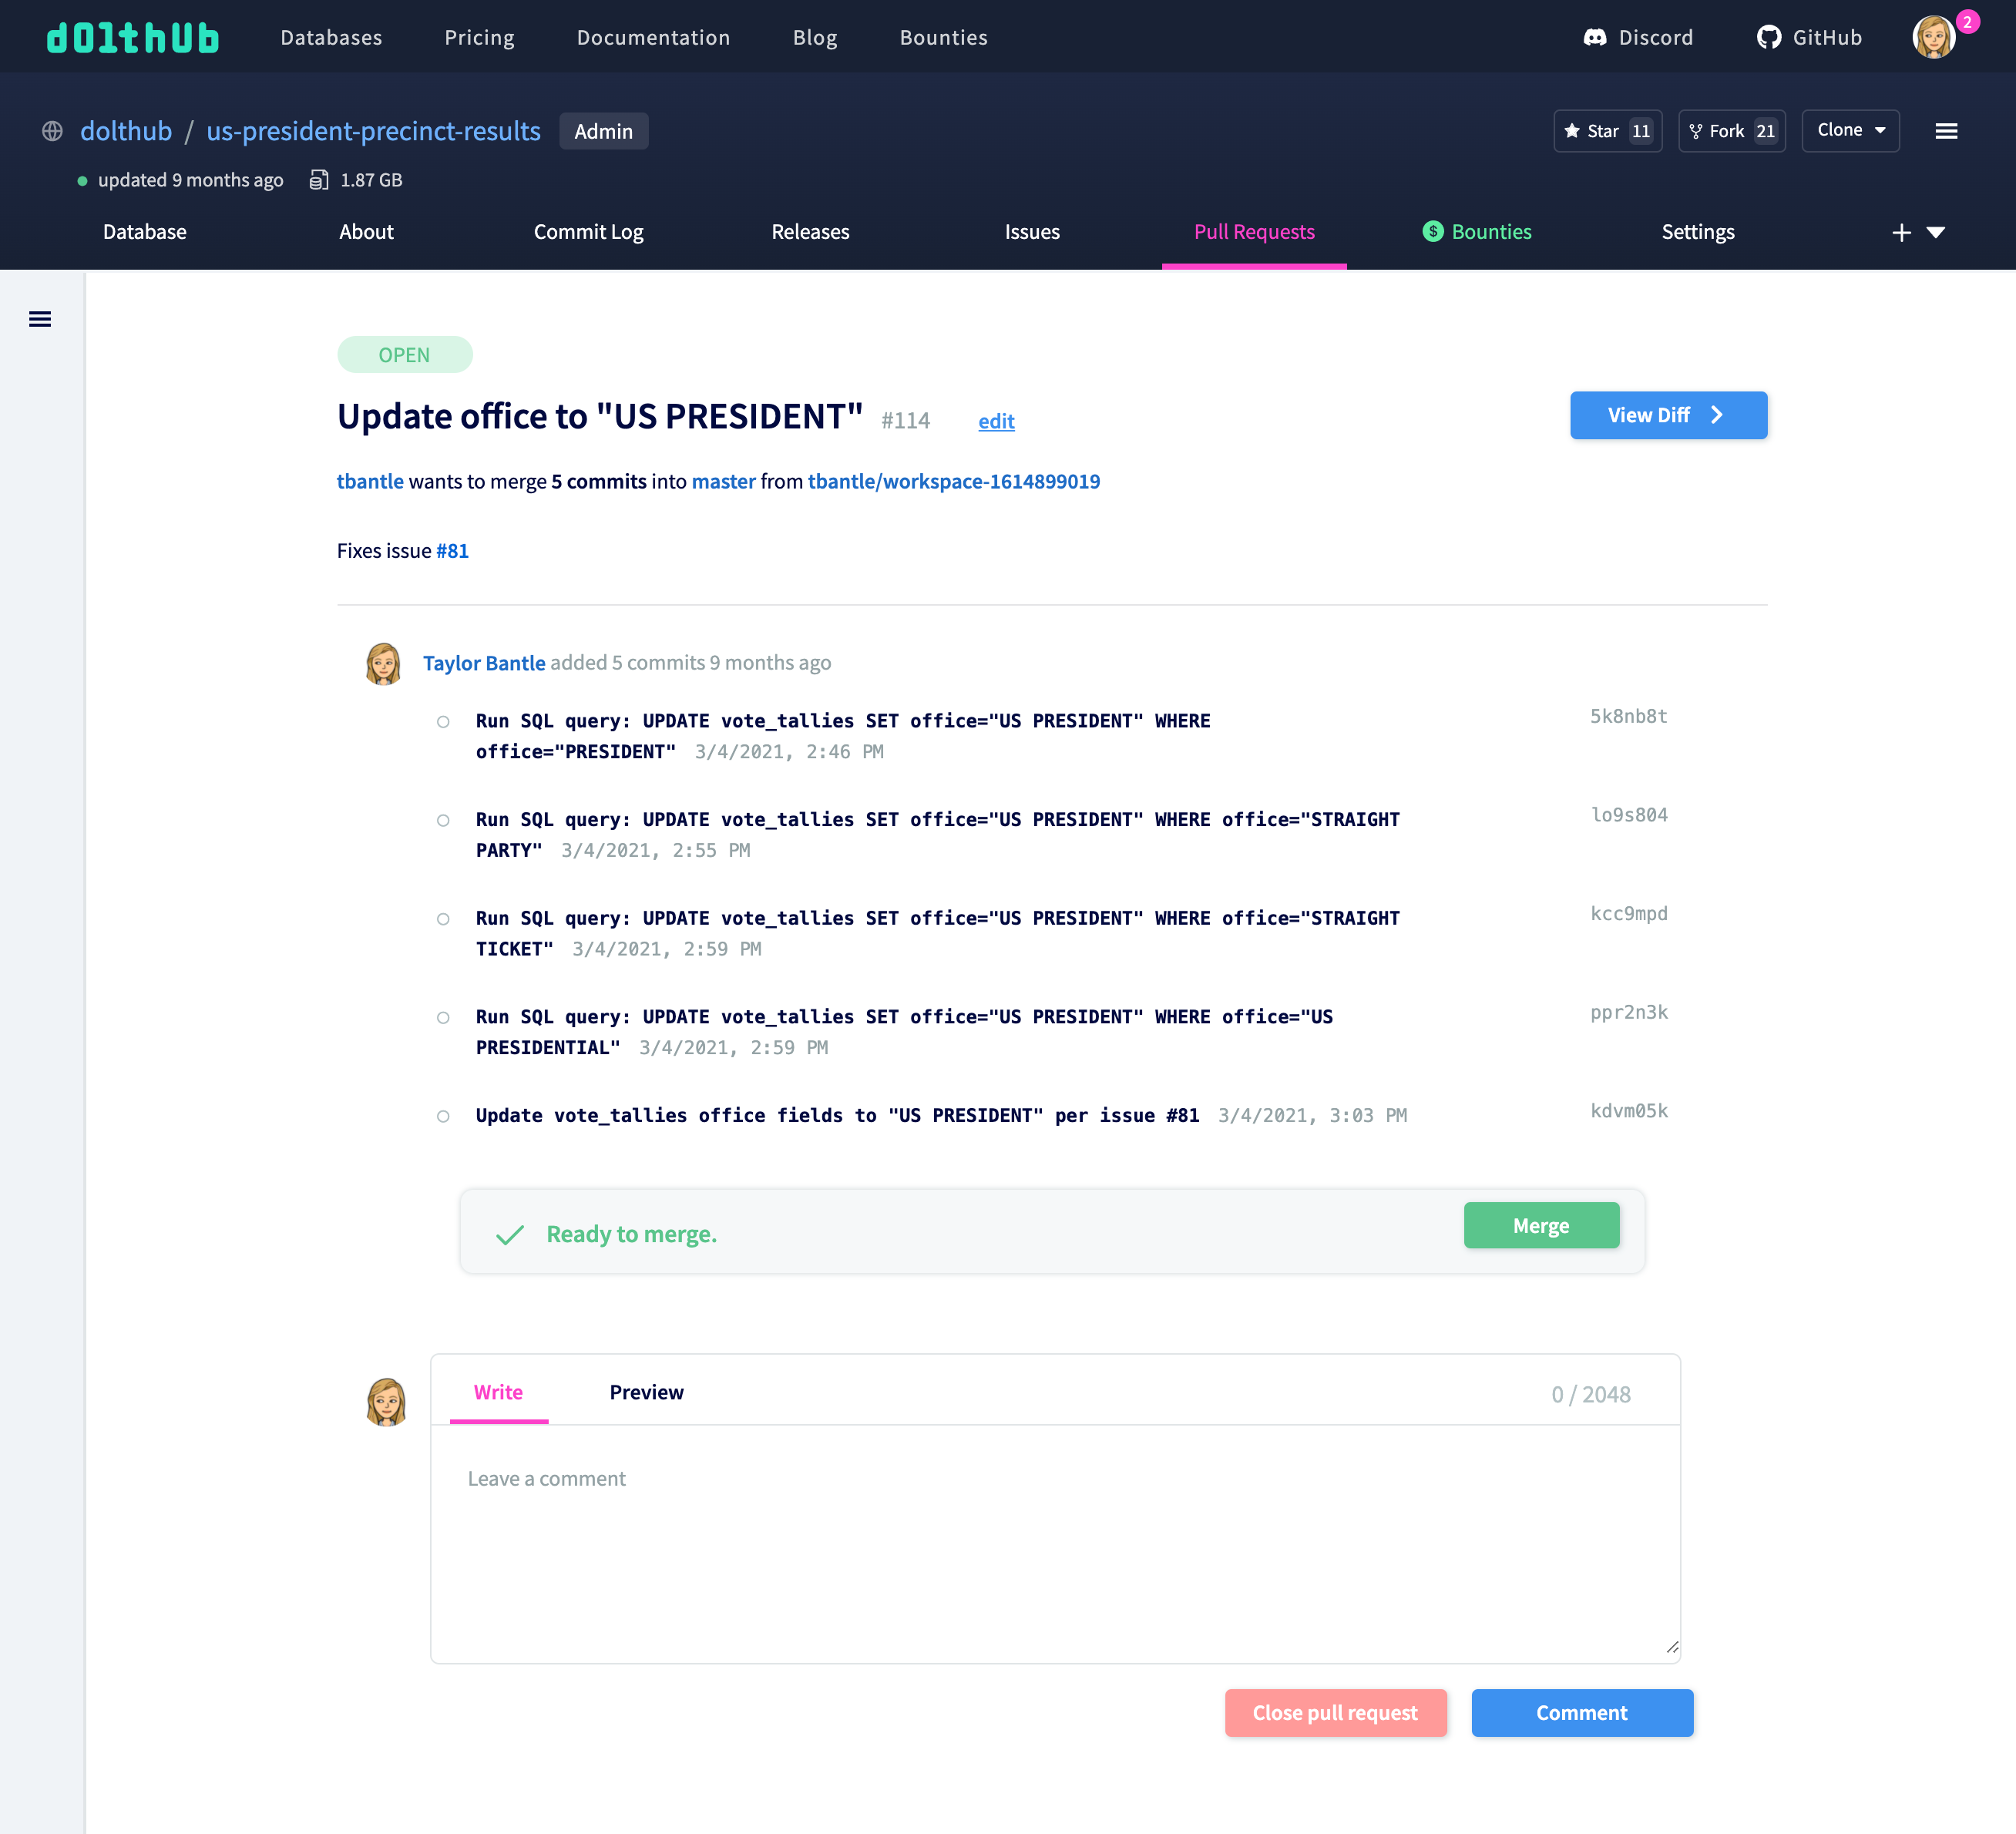 dolthub Databases Pricing Documentation Blog Bounties Discord GitHub 2
dolthub / us-president-precinct-results Admin Star 11 Fork 21 Clone
updated 9 months ago 1.87 GB
Database About Commit Log Releases Issues Pull Requests $ Bounties Settings +
OPEN
Update office to "US PRESIDENT" #114 edit View Diff
tbantle wants to merge 5 commits into master from tbantle/workspace-1614899019
Fixes issue #81
Taylor Bantle added 5 commits 9 months ago
Run SQL query: UPDATE vote_tallies SET office="US PRESIDENT" WHERE 5k8nb8t
office="PRESIDENT" 3/4/2021, 2:46 PM
Run SQL query: UPDATE vote_tallies SET office="US PRESIDENT" WHERE office="STRAIGHT lo9s804
PARTY" 3/4/2021, 2:55 PM
Run SQL query: UPDATE vote_tallies SET office="US PRESIDENT" WHERE office="STRAIGHT kcc9mpd
TICKET" 3/4/2021, 2:59 PM
Run SQL query: UPDATE vote_tallies SET office="US PRESIDENT" WHERE office="US ppr2n3k
PRESIDENTIAL" 3/4/2021, 2:59 PM
Update vote_tallies office fields to "US PRESIDENT" per issue #81 3/4/2021, 3:03 PM kdvm05k
Ready to merge. Merge
Write Preview 0 / 2048
Leave a comment
Close pull request Comment